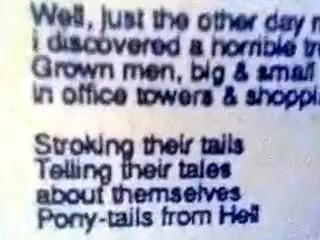 Well, just the other day
I discovered a horrible
Grown men, big & small
in office towers &

Stroking their tails
Telling their tales
about themselves
Pony-tails from Hell